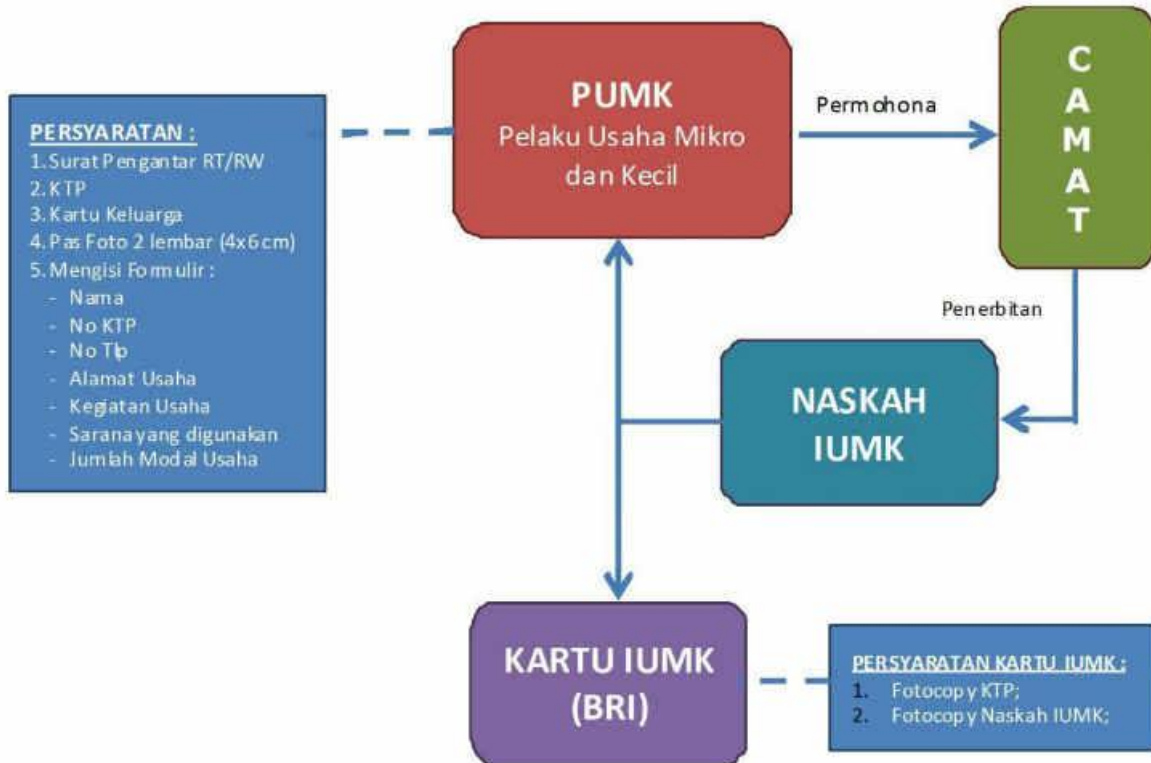 PERSYARATAN :
1. Surat Pengantar RT/RW
2. KTP
3. Kartu Keluarga
4. Pas Foto 2 lembar (4x6 cm)
5. Mengisi Formulir :
- Nama
- No KTP
- No Tlp
- Alamat Usaha
- Kegiatan Usaha
- Sarana yang digunakan
- Jumlah Modal Usaha
PUMK
Pelaku Usaha Mikro
dan Kecil
Permohona
C
A
M
A
T
Penerbitan
NASKAH
IUMK
KARTU IUMK
(BRI)
PERSYARATAN KARTU IUMK :
1. Fotocopy KTP;
2. Fotocopy Naskah IUMK;